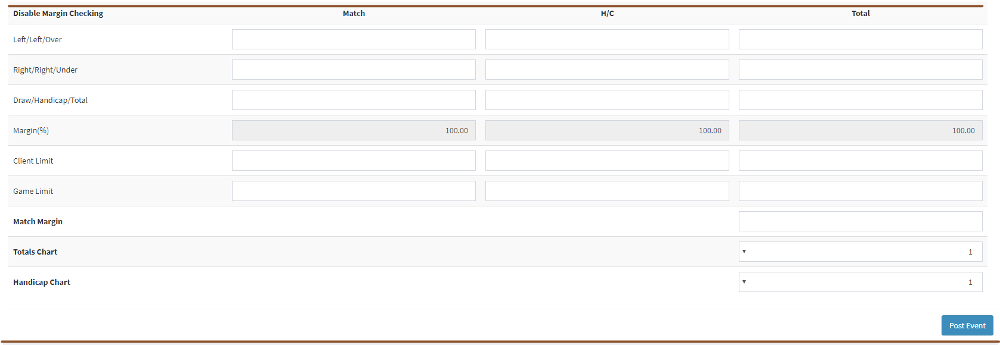 Disable Margin Checking Match H/C Total
Left/Left/Over
Right/Right/Under
Draw/Handicap/Total
Margin(%) 100.00 100.00 100.00
Client Limit
Game Limit
Match Margin
Totals Chart 1
Handicap Chart 1
Post Event